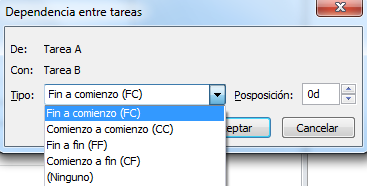 Dependencia entre tareas
De: Tarea A
Con: Tarea B
Tipo: Fin a comienzo (FC) Posposición: 0d
Fin a comienzo (FC)
Comienzo a comienzo (CC)
Fin a fin (FF)
Comienzo a fin (CF)
(Ninguno)
eptar Cancelar